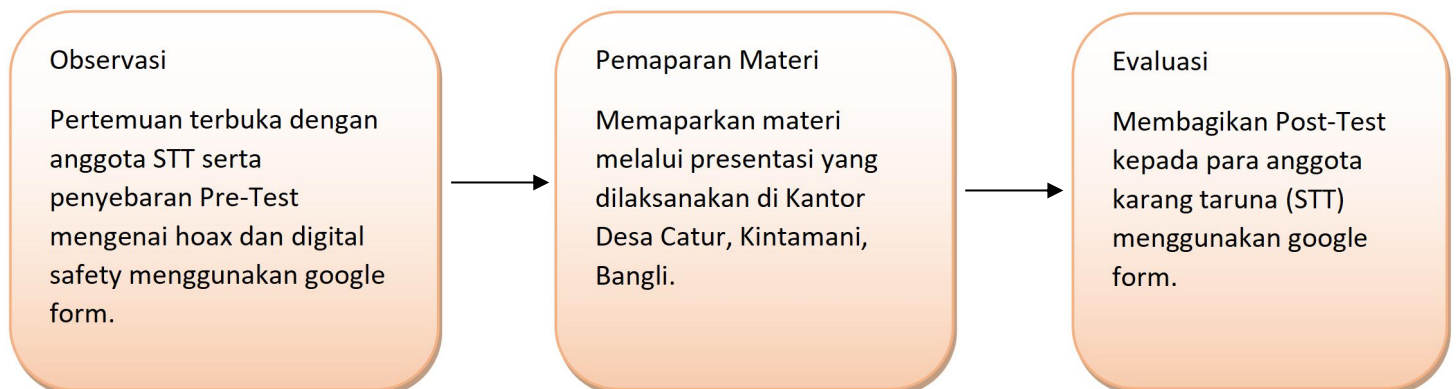 Observasi
Pertemuan terbuka dengan
anggota STT serta
penyebaran Pre-Test
mengenai hoax dan digital
safety menggunakan google
form.
Pemaparan Materi
Memaparkan materi
melalui presentasi yang
dilaksanakan di Kantor
Desa Catur, Kintamani,
Bangli.
Evaluasi
Membagikan Post-Test
kepada para anggota
karang taruna (STT)
menggunakan google
form.